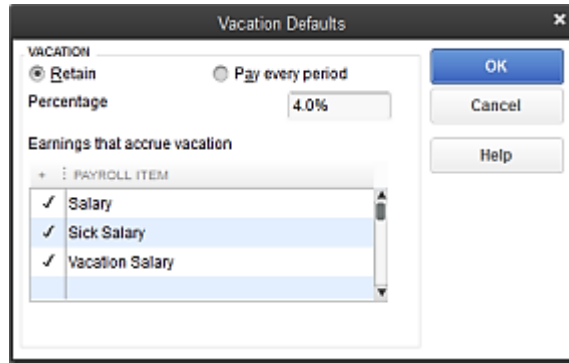 Vacation Defaults
VACATION
Retain
Pay every period
Percentage
4.0%
Earnings that accrue vacation
PAYROLL ITEM
Salary
Sick Salary
Vacation Salary
OK
Cancel
Help